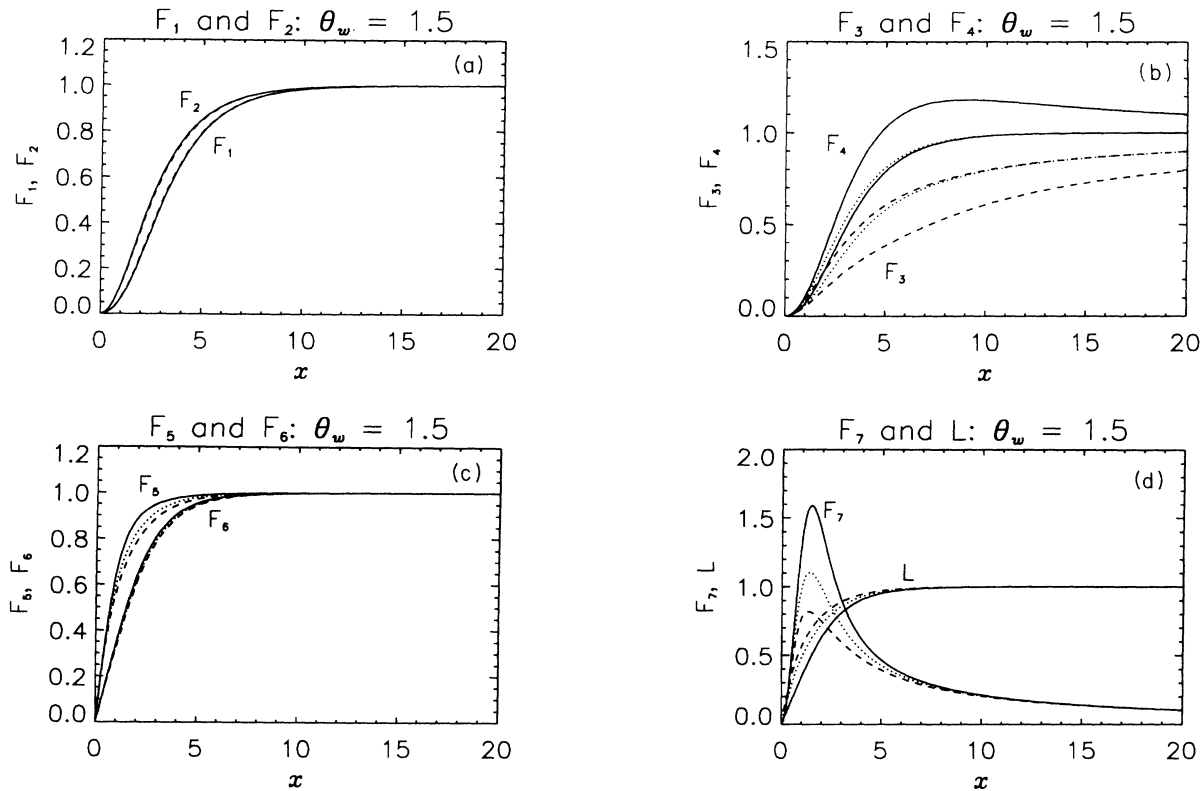 F₁ and F₂: θ_w = 1.5
1.2
1.0
0.8
0.6
0.4
0.2
0.0
F₁, F₂
(a)
F₂
F₁
0 5 10 15 20
x
F₃ and F₄: θ_w = 1.5
1.5
1.0
0.5
0.0
F₃, F₄
(b)
F₄
F₃
0 5 10 15 20
x
F₅ and F₆: θ_w = 1.5
1.2
1.0
0.8
0.6
0.4
0.2
0.0
F₅, F₆
(c)
F₅
F₆
0 5 10 15 20
x
F₇ and L: θ_w = 1.5
2.0
1.5
1.0
0.5
0.0
F₇, L
(d)
F₇
L
0 5 10 15 20
x